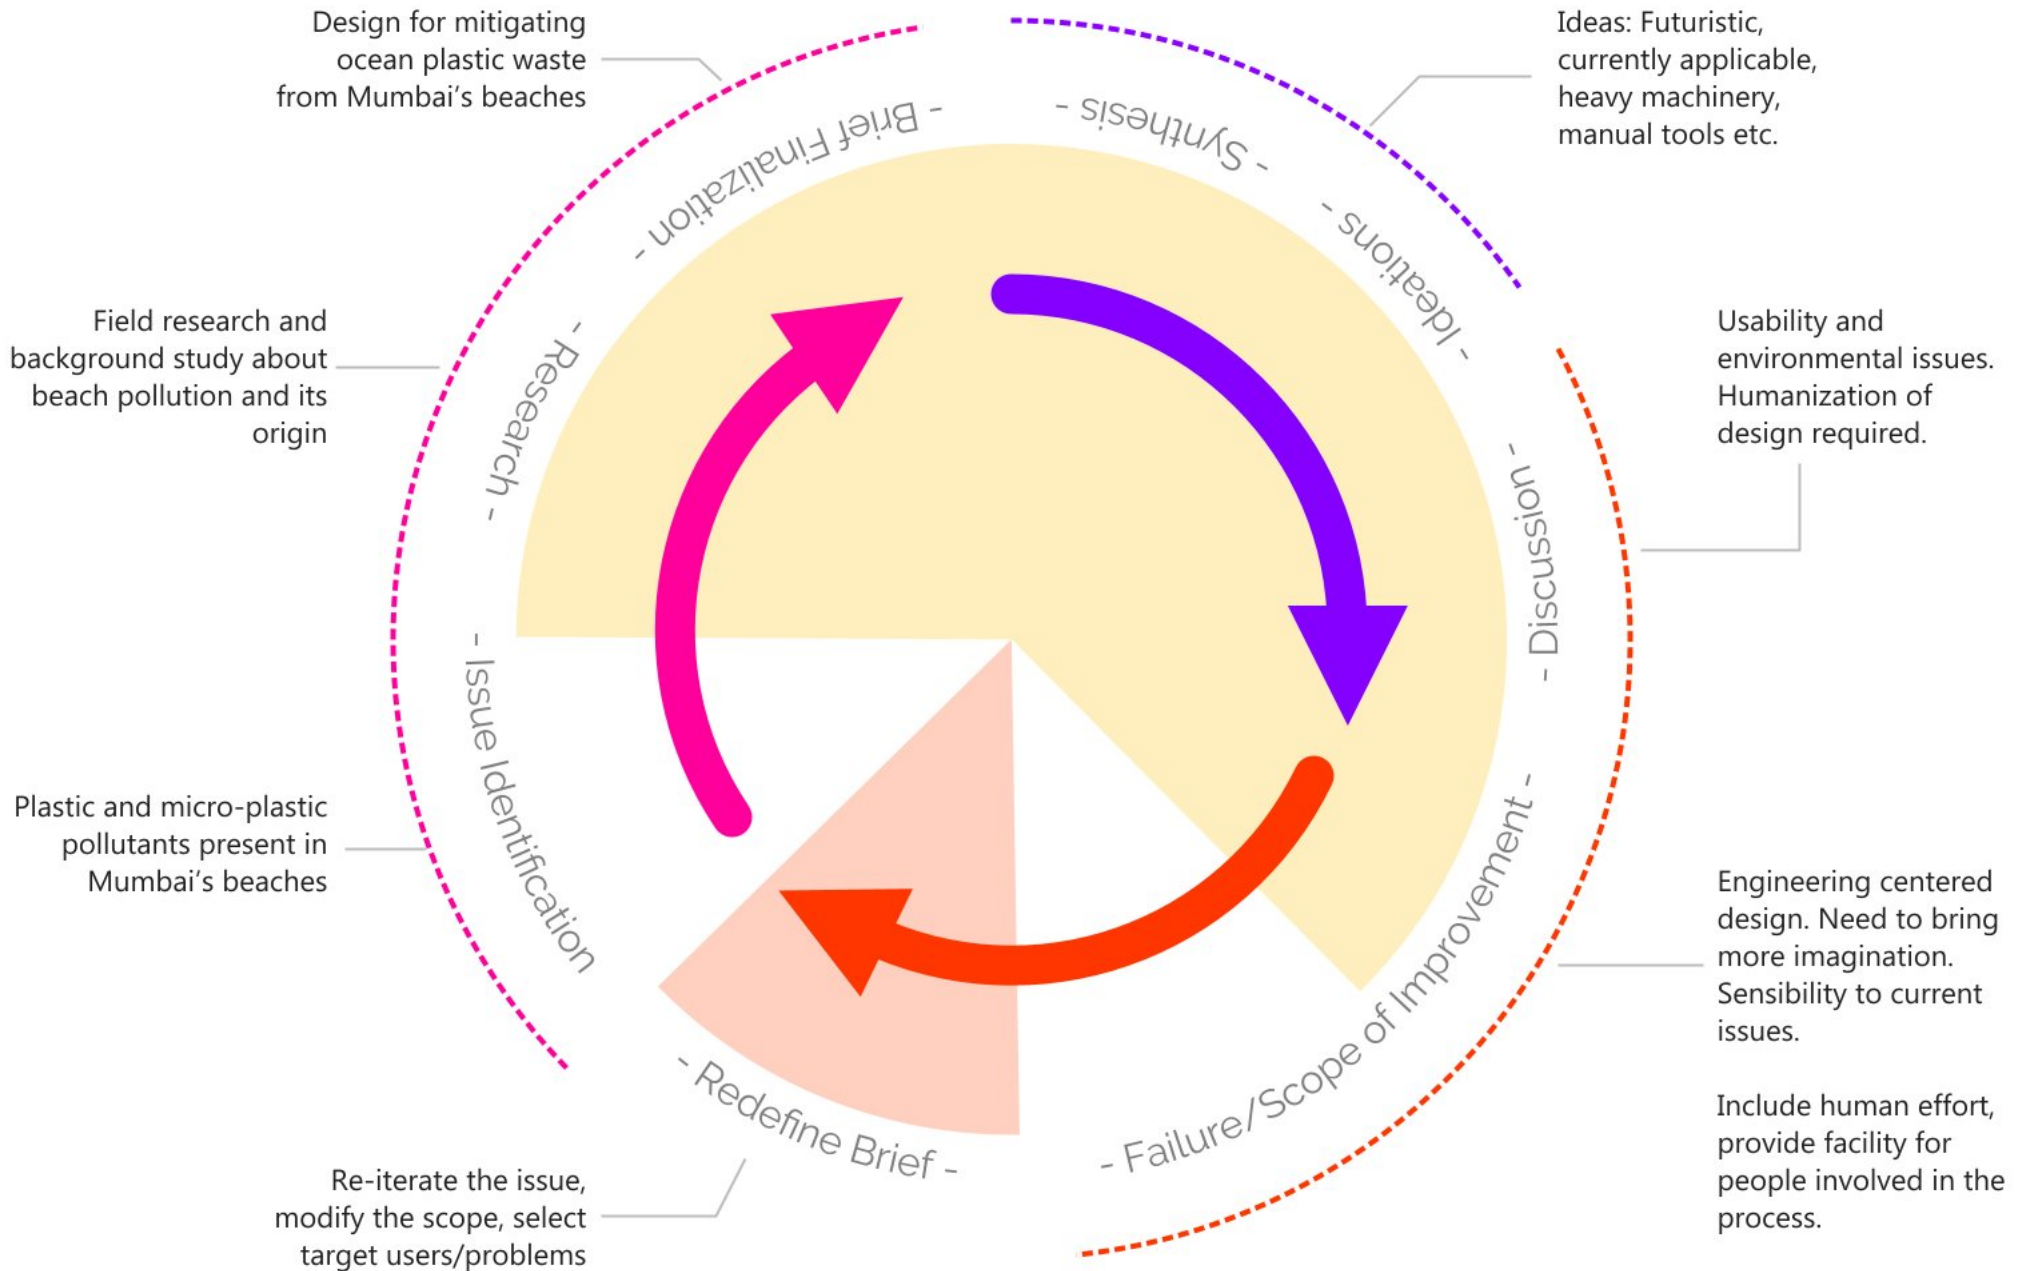 Design for mitigating
ocean plastic waste
from Mumbai's beaches
Ideas: Futuristic,
currently applicable,
heavy machinery,
manual tools etc.
- Brief Finalization -
- Synthesis -
- Ideations -
- Research -
Field research and
background study about
beach pollution and its
origin
Usability and
environmental issues.
Humanization of
design required.
- Discussion -
- Issue Identification
Plastic and micro-plastic
pollutants present in
Mumbai's beaches
- Failure/Scope of Improvement -
Engineering centered
design. Need to bring
more imagination.
Sensibility to current
issues.
Include human effort,
provide facility for
people involved in the
process.
- Redefine Brief -
Re-iterate the issue,
modify the scope, select
target users/problems